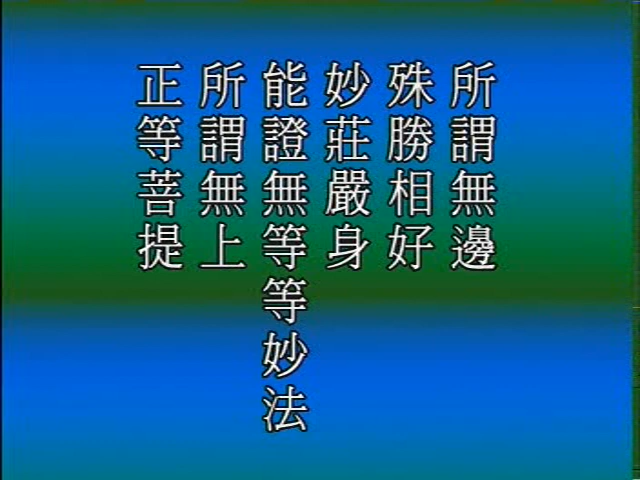 所謂無邊
殊勝相好
妙莊嚴身
能證無等等妙法
所謂無上
正等菩提